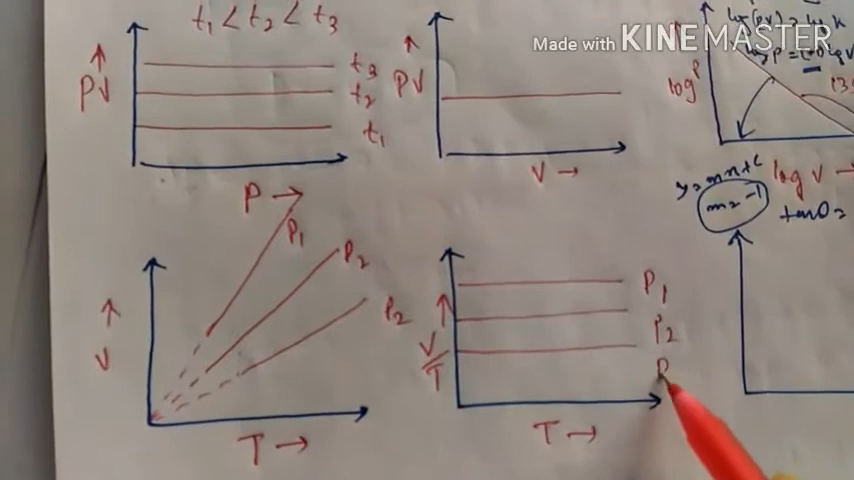 t₁ < t₂ < t₃
Made with KINEMASTER
PV
t₃
t₂
t₁
P →
PV
V →
log P
log V →
y = mx + c
m = -1
tanθ =
V
P₁
P₂
P₂
T →
V/T
P₁
P₂
P
T →